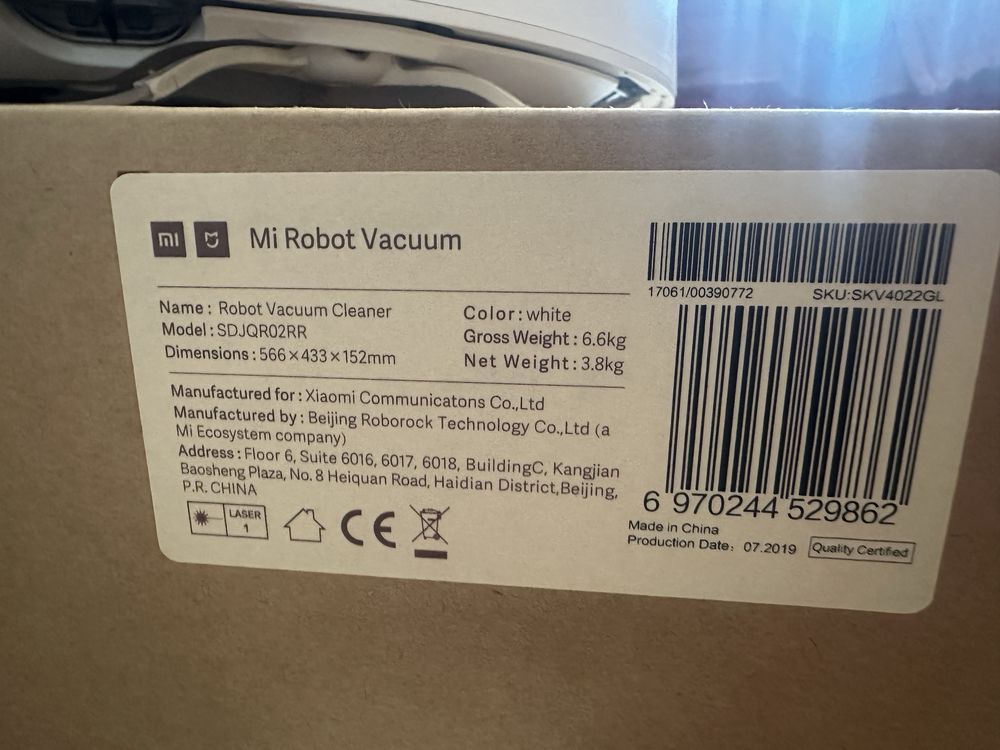 mi Mi Robot Vacuum
17061/00390772 SKU:SKV4022GL
Name : Robot Vacuum Cleaner
Model : SDJQR02RR
Dimensions : 566×433×152mm
Color : white
Gross Weight : 6.6kg
Net Weight : 3.8kg
Manufactured for : Xiaomi Communicatons Co.,Ltd
Manufactured by : Beijing Roborock Technology Co.,Ltd (a
Mi Ecosystem company)
Address : Floor 6, Suite 6016, 6017, 6018, BuildingC, Kangjian
Baosheng Plaza, No. 8 Heiquan Road, Haidian District,Beijing,
P.R. CHINA
LASER
1
CE
6 970244 529862
Made in China
Production Date： 07.2019 Quality Certified